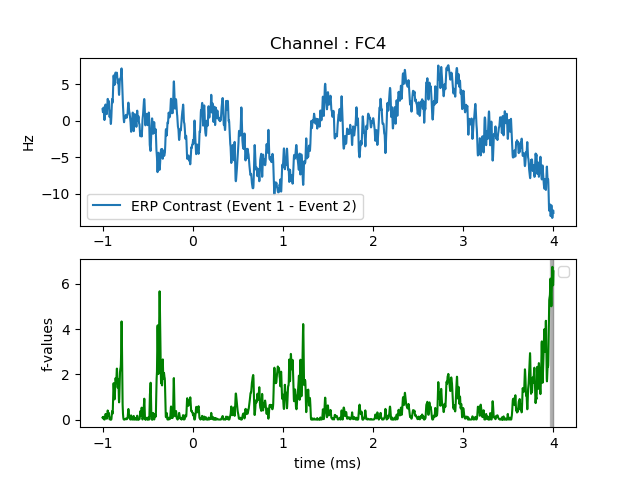 Channel : FC4
5
0
−5
−10
Hz
ERP Contrast (Event 1 - Event 2)
−1 0 1 2 3 4
6
4
2
0
f-values
−1 0 1 2 3 4
time (ms)